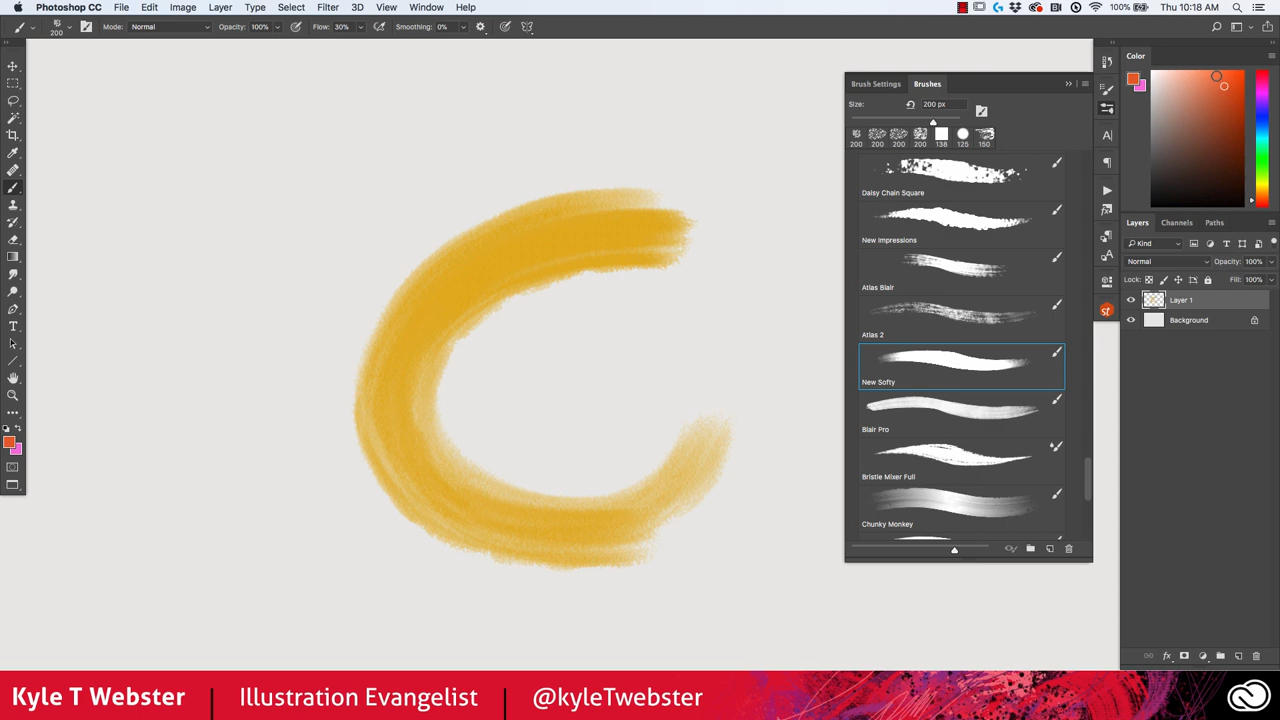 Photoshop CC File Edit Image Layer Type Select Filter 3D View Window Help 100% Thu 10:18 AM
200 Mode: Normal Opacity: 100% Flow: 30% Smoothing: 0%
Color
Brush Settings Brushes
Size: 200 px
200 200 200 200 138 125 150
Daisy Chain Square
New Impressions
Atlas Blair
Atlas 2
New Softy
Blair Pro
Bristle Mixer Full
Chunky Monkey
Layers Channels Paths
Kind
Normal Opacity: 100%
Lock: Fill: 100%
Layer 1
Background
St
Kyle T Webster | Illustration Evangelist | @kyleTwebster